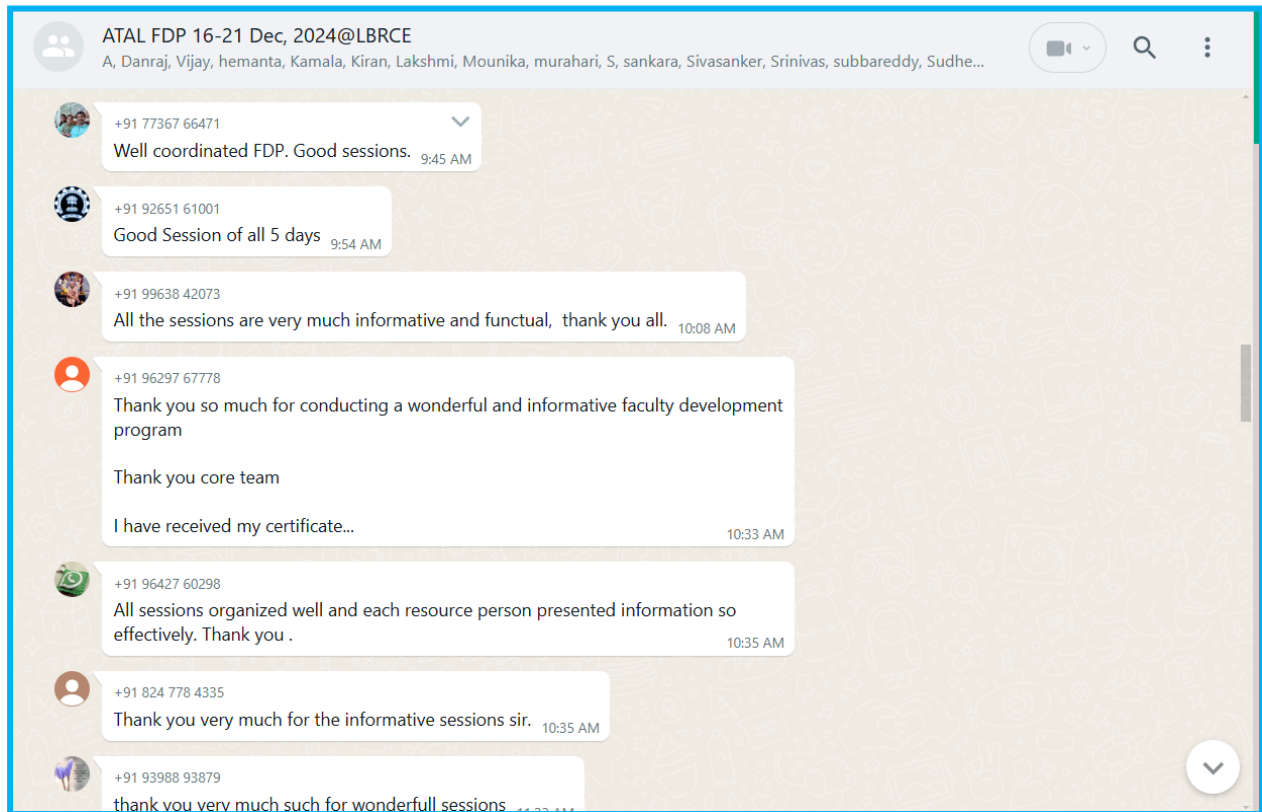 ATAL FDP 16-21 Dec, 2024@LBRCE
A, Danraj, Vijay, hemanta, Kamala, Kiran, Lakshmi, Mounika, murahari, S, sankara, Sivasanker, Srinivas, subbareddy, Sudhe...
+91 77367 66471
Well coordinated FDP. Good sessions. 9:45 AM
+91 92651 61001
Good Session of all 5 days 9:54 AM
+91 99638 42073
All the sessions are very much informative and functual, thank you all. 10:08 AM
+91 96297 67778
Thank you so much for conducting a wonderful and informative faculty development
program
Thank you core team
I have received my certificate... 10:33 AM
+91 96427 60298
All sessions organized well and each resource person presented information so
effectively. Thank you . 10:35 AM
+91 824 778 4335
Thank you very much for the informative sessions sir. 10:35 AM
+91 93988 93879
thank you very much such for wonderfull sessions